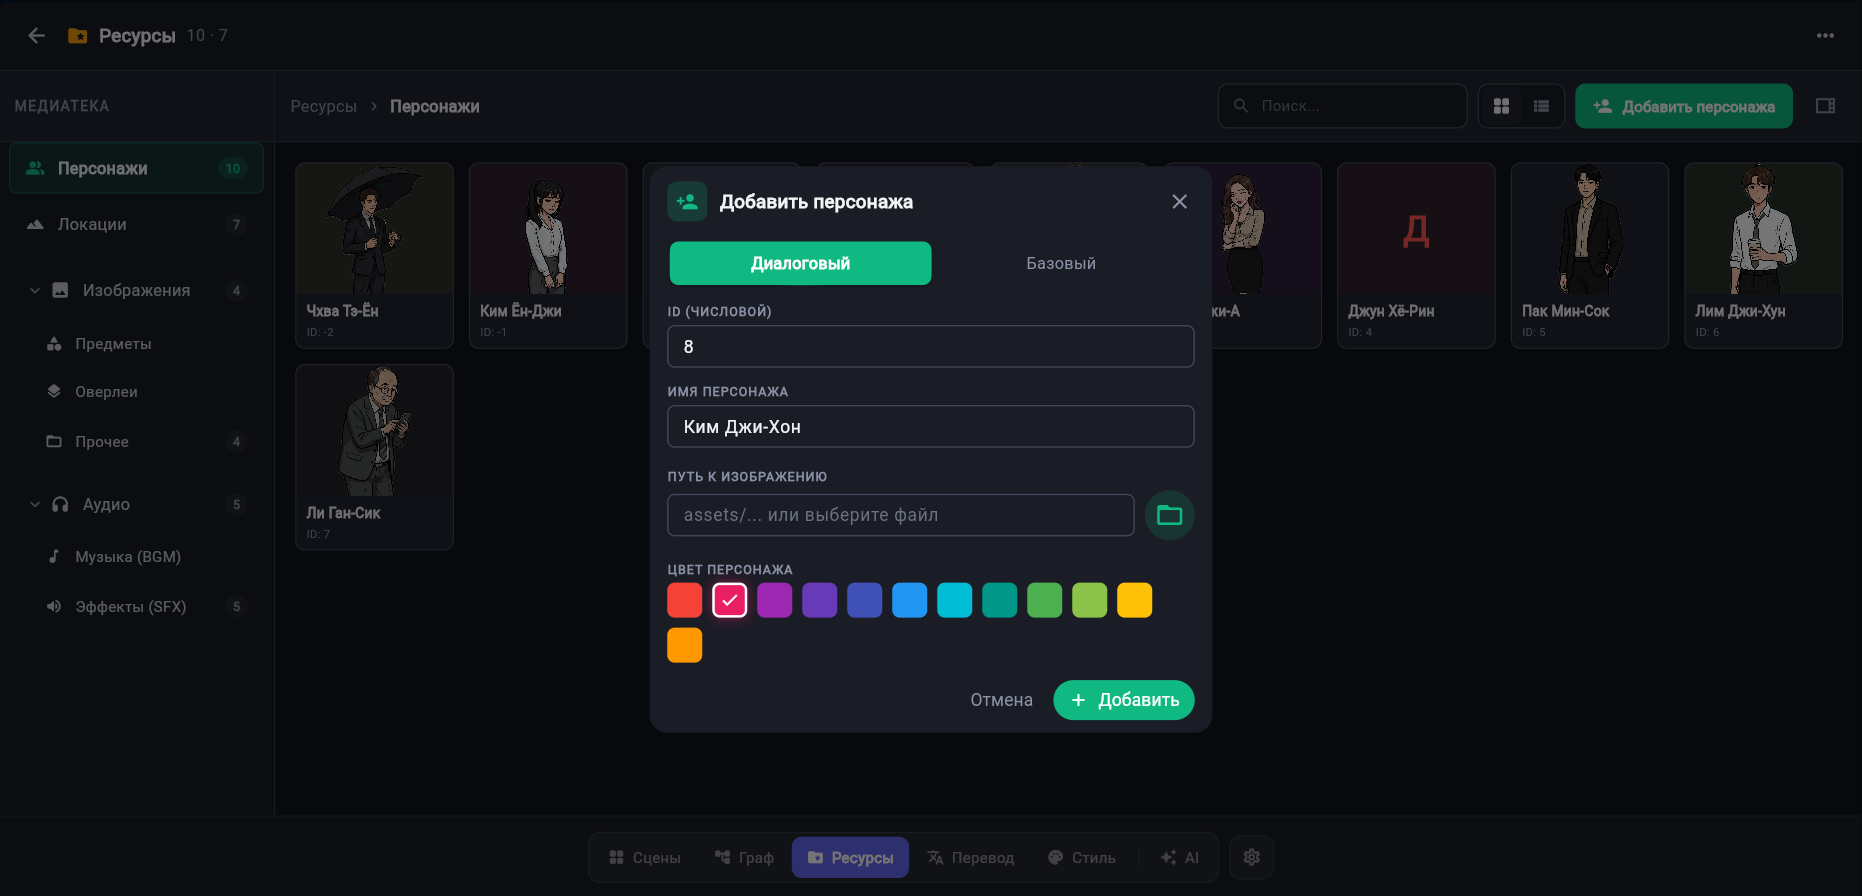 Ресурсы 10 · 7
МЕДИАТЕКА
Ресурсы > Персонажи
Поиск...
Добавить персонажа
Персонажи 10
Локации 7
Изображения 4
Предметы
Оверлеи
Прочее 4
Аудио 5
Музыка (BGM)
Эффекты (SFX) 5
Чхва Тэ-Ён
ID: -2
Ким Ён-Джи
ID: -1
Д
Джун Хё-Рин
ID: 4
Пак Мин-Сок
ID: 5
Лим Джи-Хун
ID: 6
Ли Ган-Сик
ID: 7
Добавить персонажа
Диалоговый
Базовый
ID (ЧИСЛОВОЙ)
8
ИМЯ ПЕРСОНАЖА
Ким Джи-Хон
ПУТЬ К ИЗОБРАЖЕНИЮ
assets/... или выберите файл
ЦВЕТ ПЕРСОНАЖА
Отмена
+ Добавить
Сцены
Граф
Ресурсы
Перевод
Стиль
AI